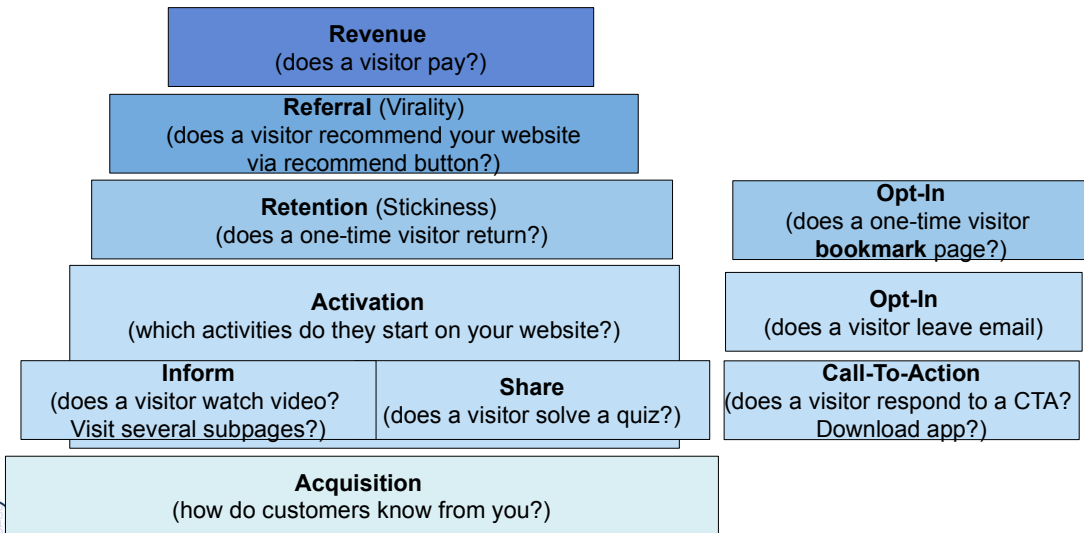 Revenue
(does a visitor pay?)
Referral (Virality)
(does a visitor recommend your website
via recommend button?)
Retention (Stickiness)
(does a one-time visitor return?)
Opt-In
(does a one-time visitor
bookmark page?)
Activation
(which activities do they start on your website?)
Opt-In
(does a visitor leave email)
Inform
(does a visitor watch video?
Visit several subpages?)
Share
(does a visitor solve a quiz?)
Call-To-Action
(does a visitor respond to a CTA?
Download app?)
Acquisition
(how do customers know from you?)